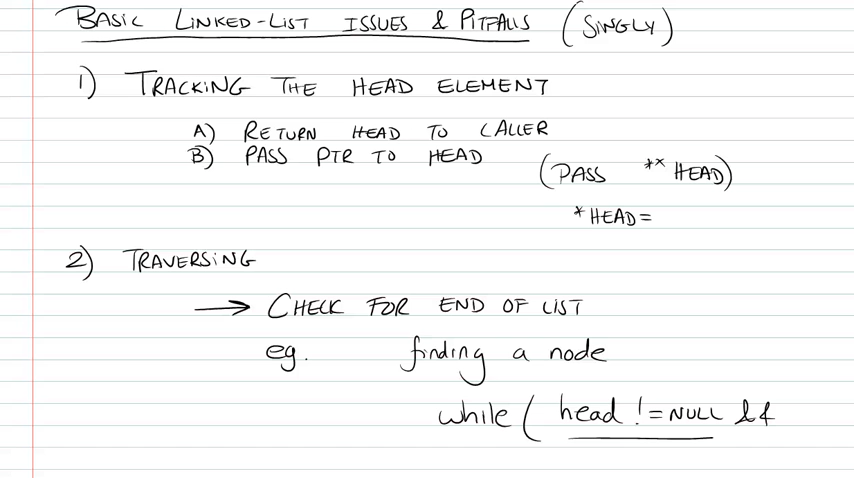 BASIC LINKED-LIST ISSUES & PITFALLS (SINGLY)
1) TRACKING THE HEAD ELEMENT
A) RETURN HEAD TO CALLER
B) PASS PTR TO HEAD
(PASS ** HEAD)
*HEAD=
2) TRAVERSING
→ CHECK FOR END OF LIST
eg. finding a node
while ( head != NULL &&